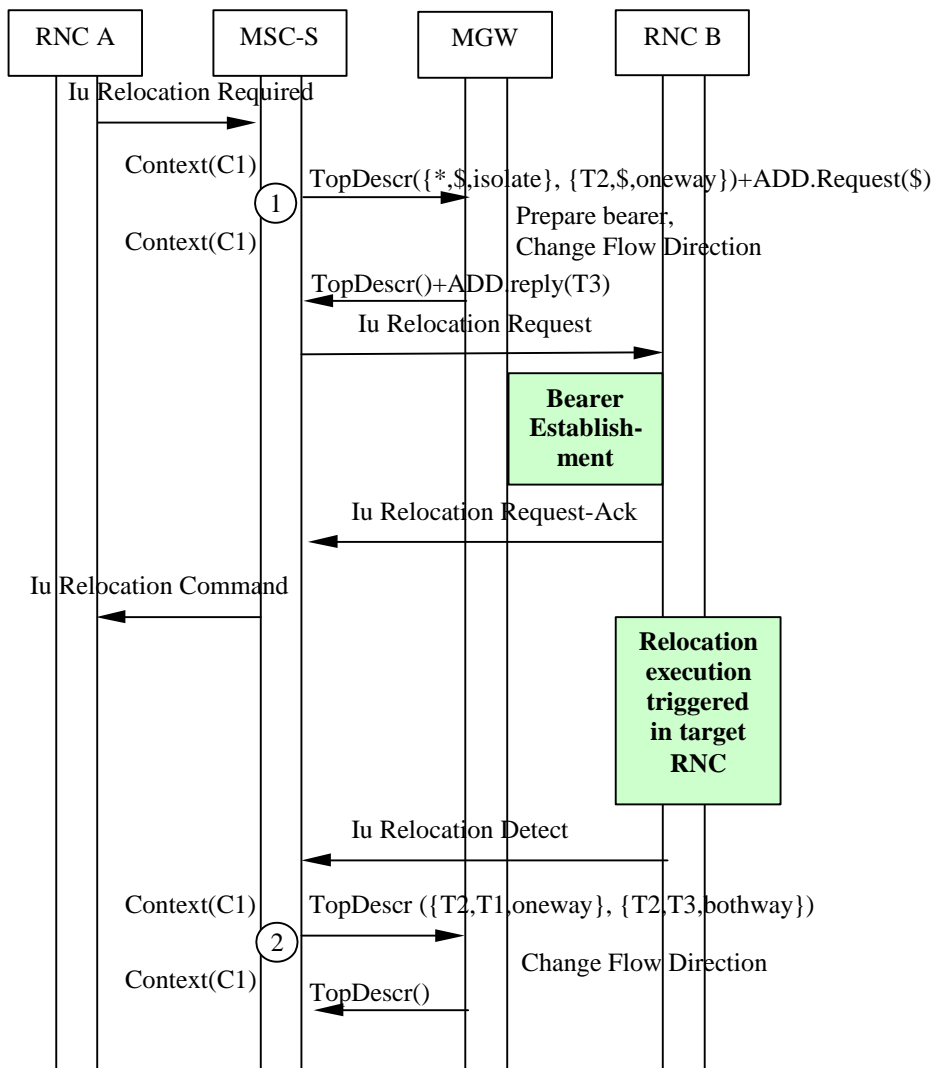 RNC A
MSC-S
MGW
RNC B
Iu Relocation Required
Context(C1)
TopDescr({*,$,isolate}, {T2,$,oneway})+ADD.Request($)
1
Prepare bearer,
Change Flow Direction
Context(C1)
TopDescr()+ADD.reply(T3)
Iu Relocation Request
Bearer
Establish-
ment
Iu Relocation Request-Ack
Iu Relocation Command
Relocation
execution
triggered
in target
RNC
Iu Relocation Detect
Context(C1)
TopDescr ({T2,T1,oneway}, {T2,T3,bothway})
2
Change Flow Direction
Context(C1)
TopDescr()